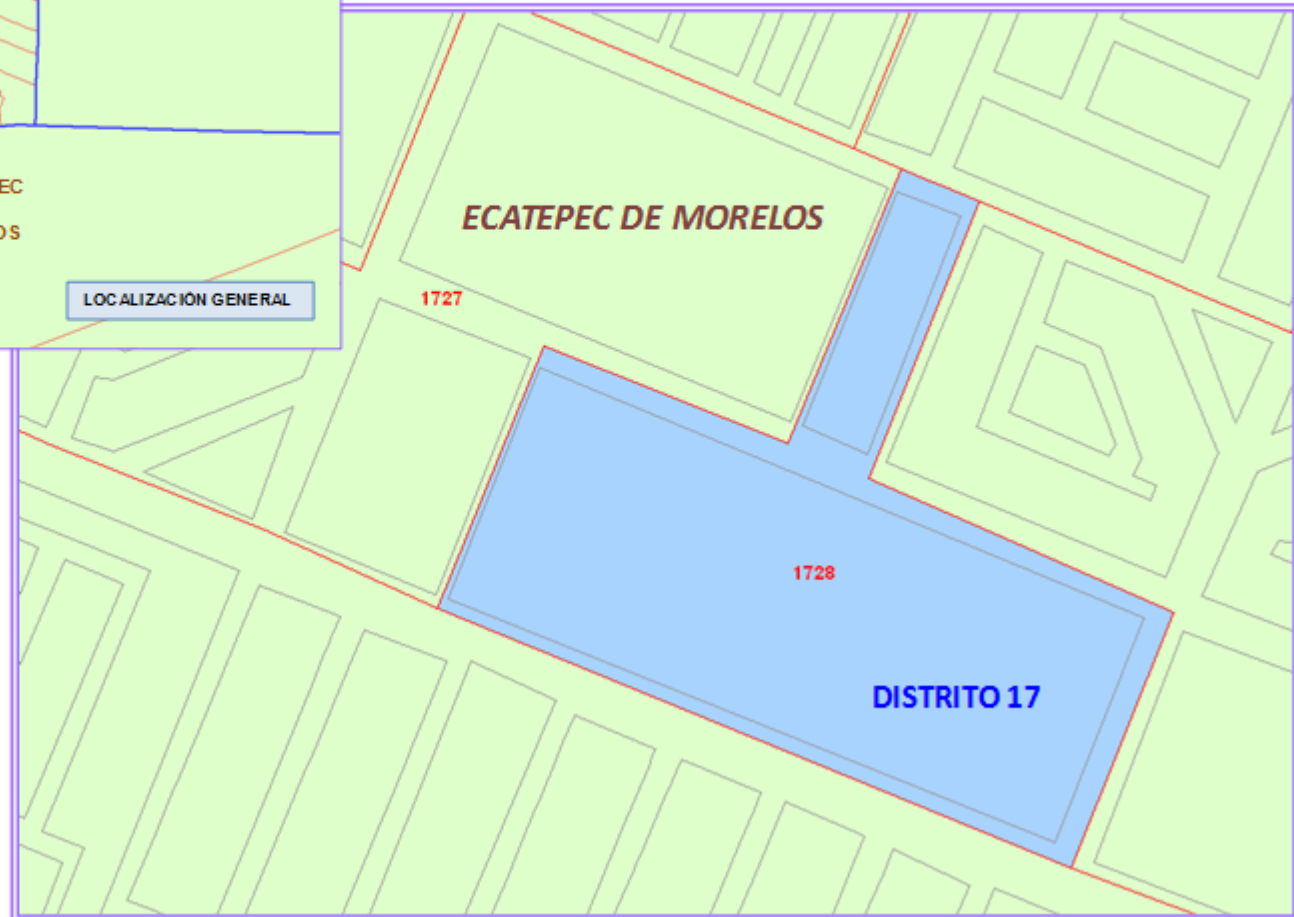 EC
OS
LOCALIZACIÓN GENERAL
ECATEPEC DE MORELOS
1727
1728
DISTRITO 17